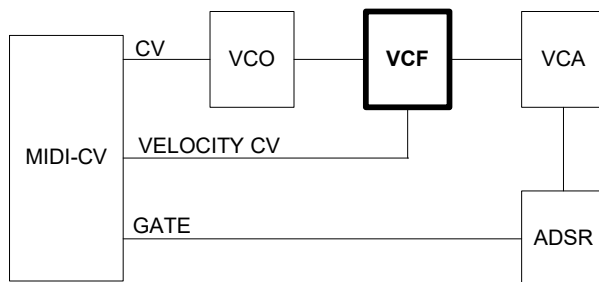 CV
VCO
VCF
VCA
MIDI-CV
VELOCITY CV
GATE
ADSR